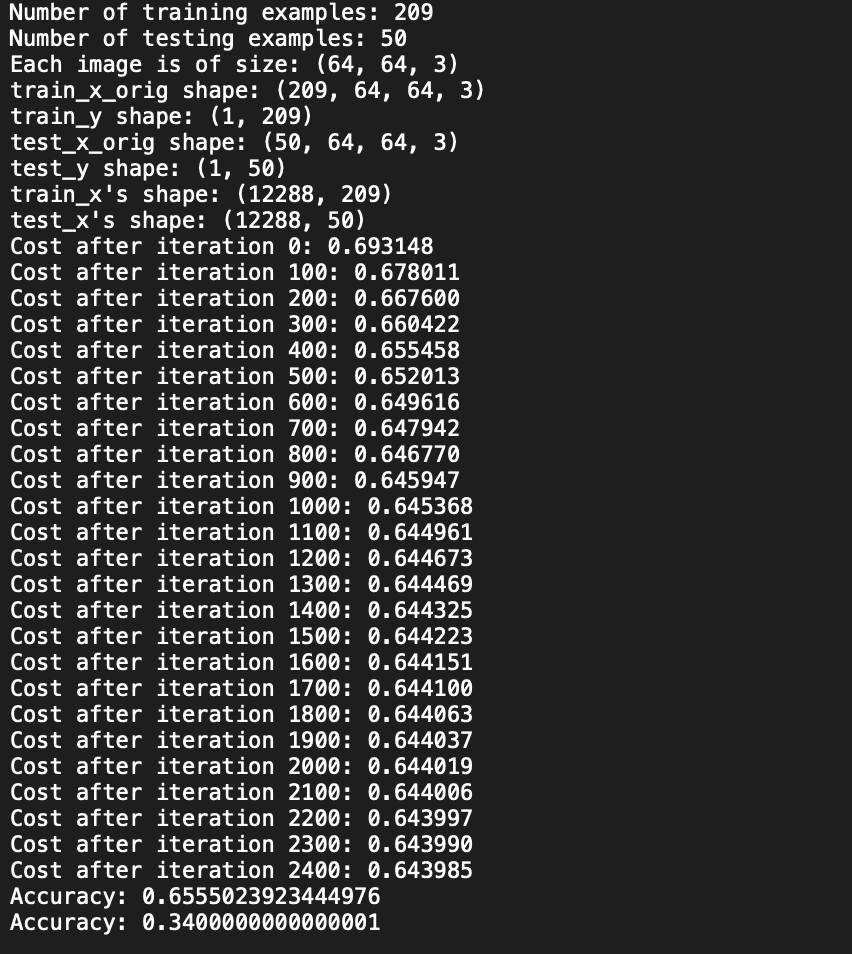 Number of training examples: 209
Number of testing examples: 50
Each image is of size: (64, 64, 3)
train_x_orig shape: (209, 64, 64, 3)
train_y shape: (1, 209)
test_x_orig shape: (50, 64, 64, 3)
test_y shape: (1, 50)
train_x's shape: (12288, 209)
test_x's shape: (12288, 50)
Cost after iteration 0: 0.693148
Cost after iteration 100: 0.678011
Cost after iteration 200: 0.667600
Cost after iteration 300: 0.660422
Cost after iteration 400: 0.655458
Cost after iteration 500: 0.652013
Cost after iteration 600: 0.649616
Cost after iteration 700: 0.647942
Cost after iteration 800: 0.646770
Cost after iteration 900: 0.645947
Cost after iteration 1000: 0.645368
Cost after iteration 1100: 0.644961
Cost after iteration 1200: 0.644673
Cost after iteration 1300: 0.644469
Cost after iteration 1400: 0.644325
Cost after iteration 1500: 0.644223
Cost after iteration 1600: 0.644151
Cost after iteration 1700: 0.644100
Cost after iteration 1800: 0.644063
Cost after iteration 1900: 0.644037
Cost after iteration 2000: 0.644019
Cost after iteration 2100: 0.644006
Cost after iteration 2200: 0.643997
Cost after iteration 2300: 0.643990
Cost after iteration 2400: 0.643985
Accuracy: 0.6555023923444976
Accuracy: 0.3400000000000001